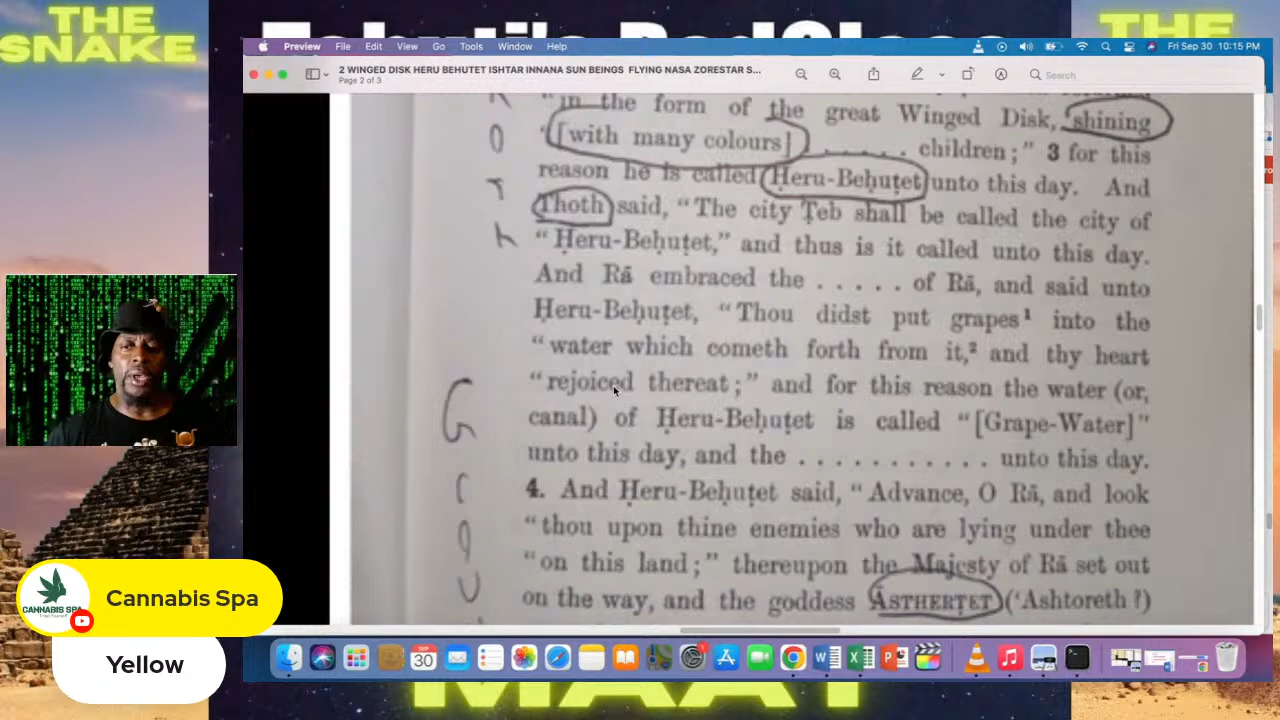 THE
SNAKE
THE
Preview File Edit View Go Tools Window Help
Fri Sep 30 10:15 PM
2 WINGED DISK HERU BEHUTET ISHTAR INNANA SUN BEINGS FLYING NASA ZORESTAR S...
Page 2 of 3
Search
"in the form of the great Winged Disk, shining
"[with many colours] . . . . . children;" 3 for this
reason he is called Ḥeru-Beḥuṭet unto this day. And
Thoth said, "The city Ṭeb shall be called the city of
"Ḥeru-Beḥuṭet," and thus is it called unto this day.
And Rā embraced the . . . . . of Rā, and said unto
Ḥeru-Beḥuṭet, "Thou didst put grapes¹ into the
"water which cometh forth from it,² and thy heart
"rejoiced thereat;" and for this reason the water (or,
canal) of Ḥeru-Beḥuṭet is called "[Grape-Water]"
unto this day, and the . . . . . . . . . . . unto this day.
4. And Ḥeru-Beḥuṭet said, "Advance, O Rā, and look
"thou upon thine enemies who are lying under thee
"on this land;" thereupon the Majesty of Rā set out
on the way, and the goddess ĀSTHERṬET ('Ashtoreth?)
CANNABIS SPA
Cannabis Spa
Yellow
SEP
30
MAAT